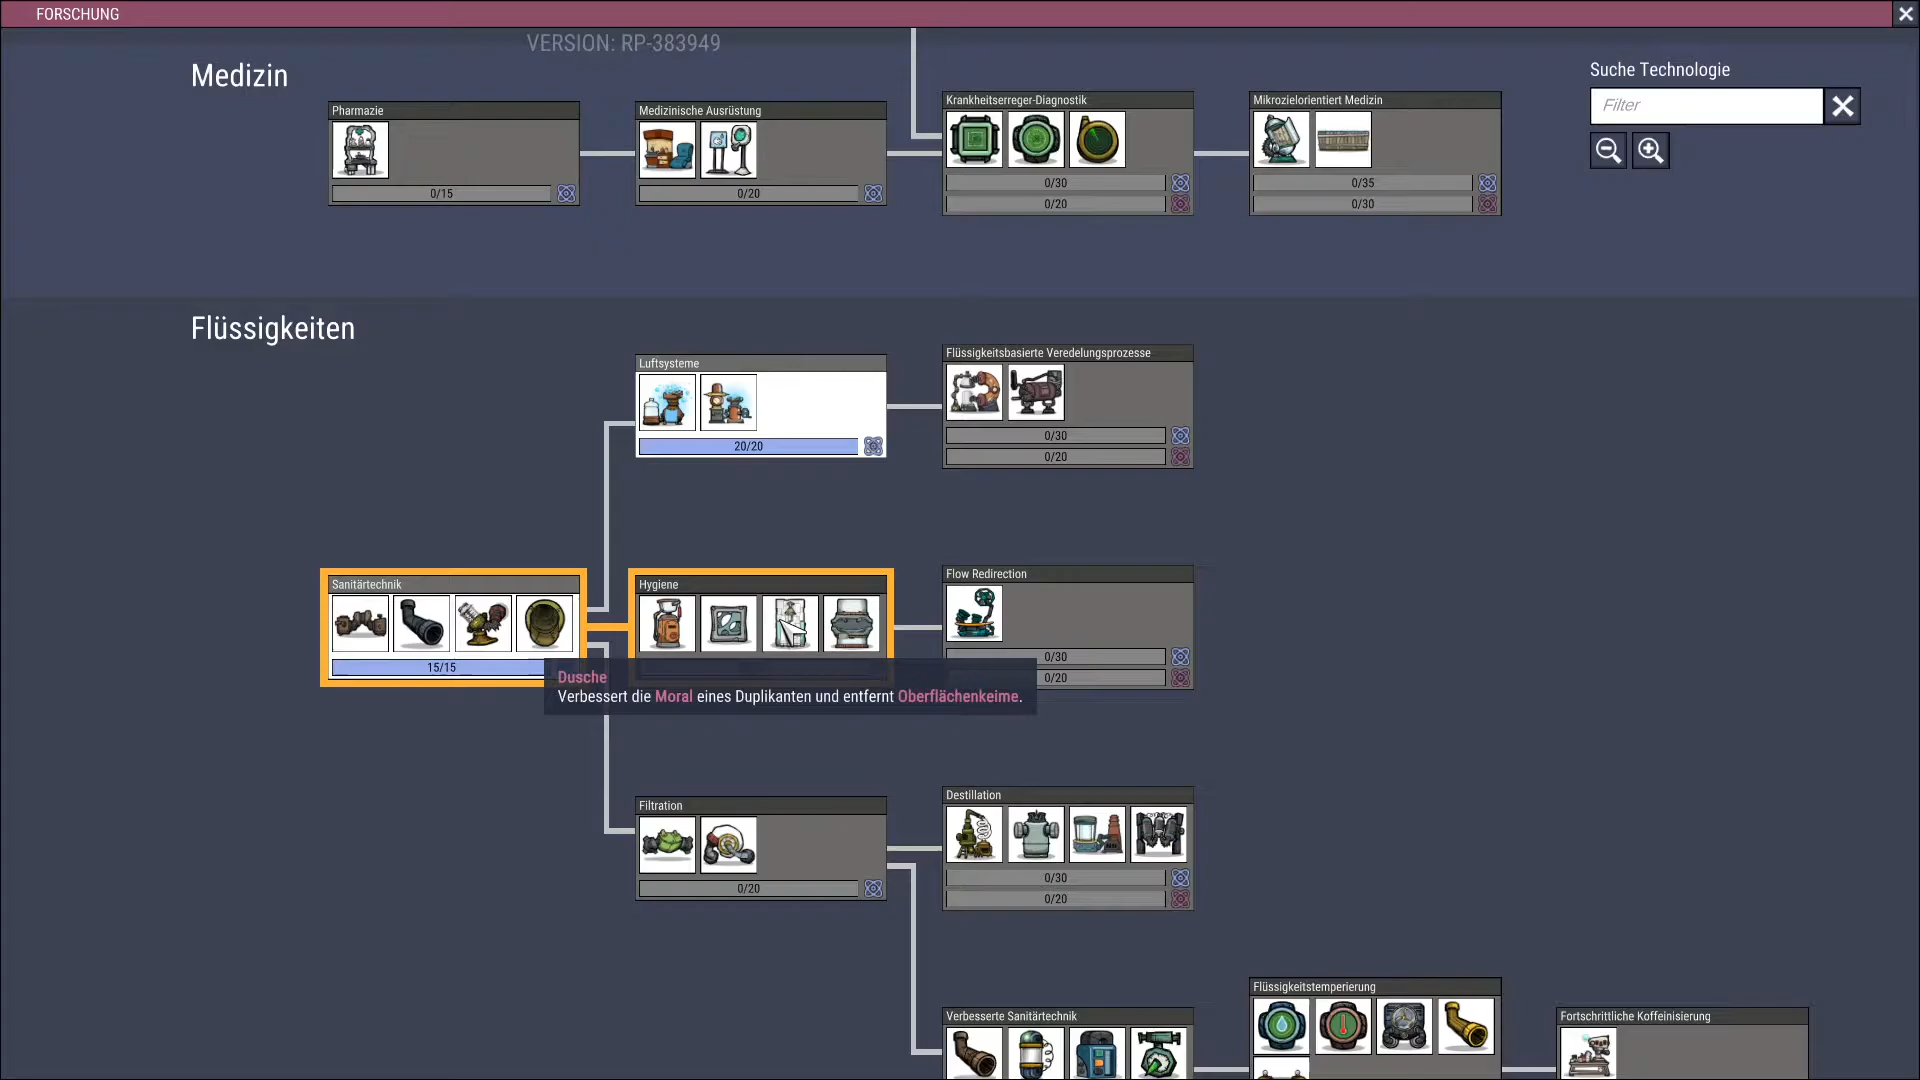 FORSCHUNG
VERSION: RP-383949
Medizin
Suche Technologie
Filter
Pharmazie
0/15
Medizinische Ausrüstung
0/20
Krankheitserreger-Diagnostik
0/30
0/20
Mikrozielorientiert Medizin
0/35
0/30
Flüssigkeiten
Luftsysteme
20/20
Flüssigkeitsbasierte Veredelungsprozesse
0/30
0/20
Sanitärtechnik
15/15
Hygiene
Flow Redirection
0/30
0/20
Dusche
Verbessert die Moral eines Duplikanten und entfernt Oberflächenkeime.
Filtration
0/20
Destillation
0/30
0/20
Verbesserte Sanitärtechnik
Flüssigkeitstemperierung
Fortschrittliche Koffeinisierung